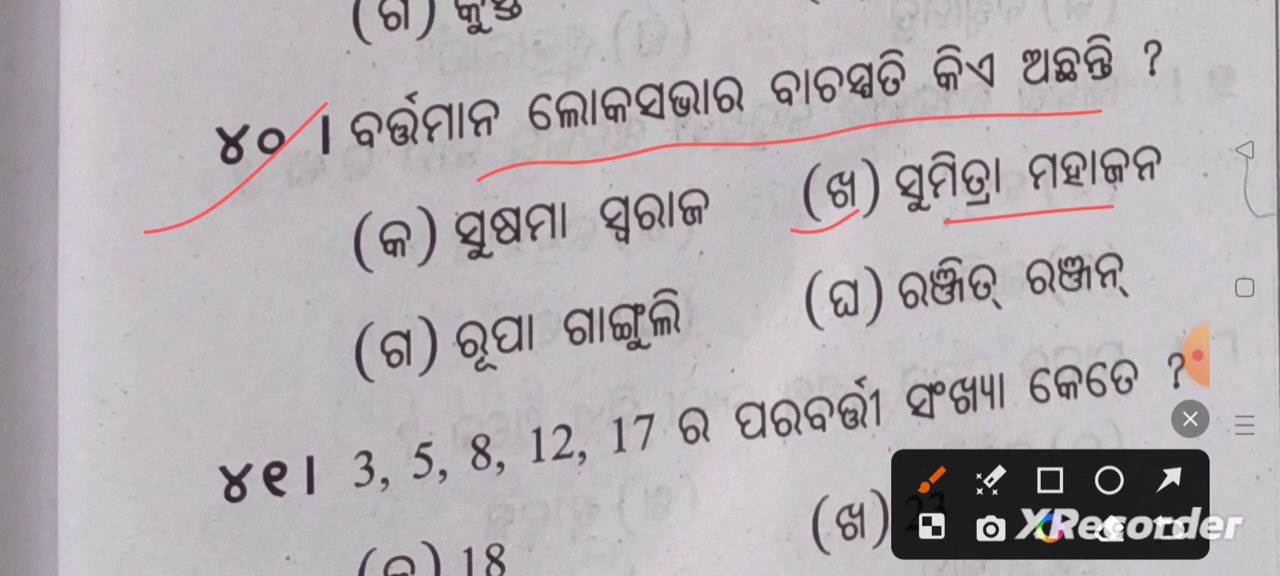 (ଗ) କୁସ୍ତି
୪୦ । ବର୍ତ୍ତମାନ ଲୋକସଭାର ବାଚସ୍ପତି କିଏ ଅଛନ୍ତି ?
(କ) ସୁଷମା ସ୍ୱରାଜ (ଖ) ସୁମିତ୍ରା ମହାଜନ
(ଗ) ରୂପା ଗାଙ୍ଗୁଲି (ଘ) ରଞ୍ଜିତ୍ ରଞ୍ଜନ୍
୪୧। 3, 5, 8, 12, 17 ର ପରବର୍ତ୍ତୀ ସଂଖ୍ୟା କେତେ ?
(କ) 18 (ଖ) 23
XRecorder